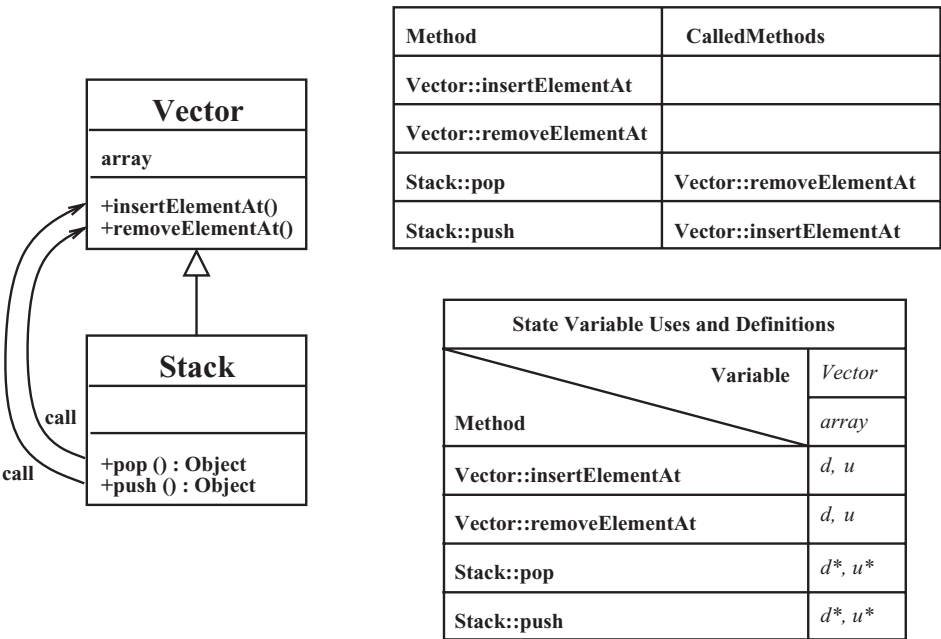 Vector
array
+insertElementAt()
+removeElementAt()
Stack
+pop () : Object
+push () : Object
call
call
Method CalledMethods
Vector::insertElementAt
Vector::removeElementAt
Stack::pop Vector::removeElementAt
Stack::push Vector::insertElementAt
State Variable Uses and Definitions
Variable Vector
Method array
Vector::insertElementAt d, u
Vector::removeElementAt d, u
Stack::pop d*, u*
Stack::push d*, u*